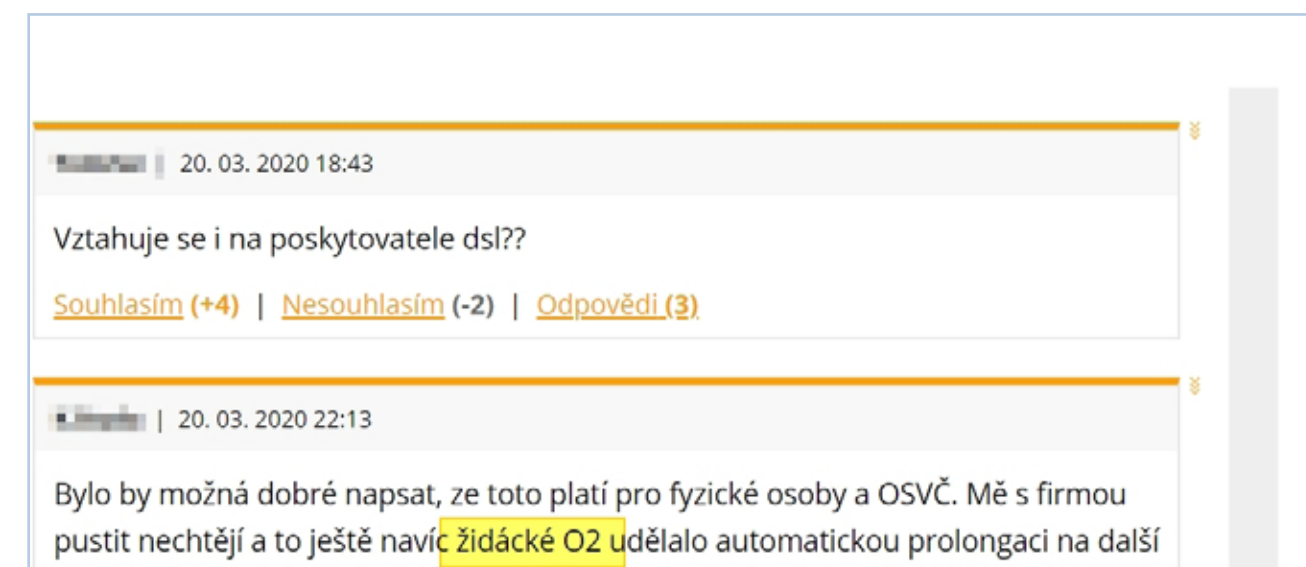 20. 03. 2020 18:43
Vztahuje se i na poskytovatele dsl??
Souhlasím (+4) | Nesouhlasím (-2) | Odpovědi (3)
| 20. 03. 2020 22:13
Bylo by možná dobré napsat, ze toto platí pro fyzické osoby a OSVČ. Mě s firmou
pustit nechtějí a to ještě navíc židácké O2 udělalo automatickou prolongaci na další